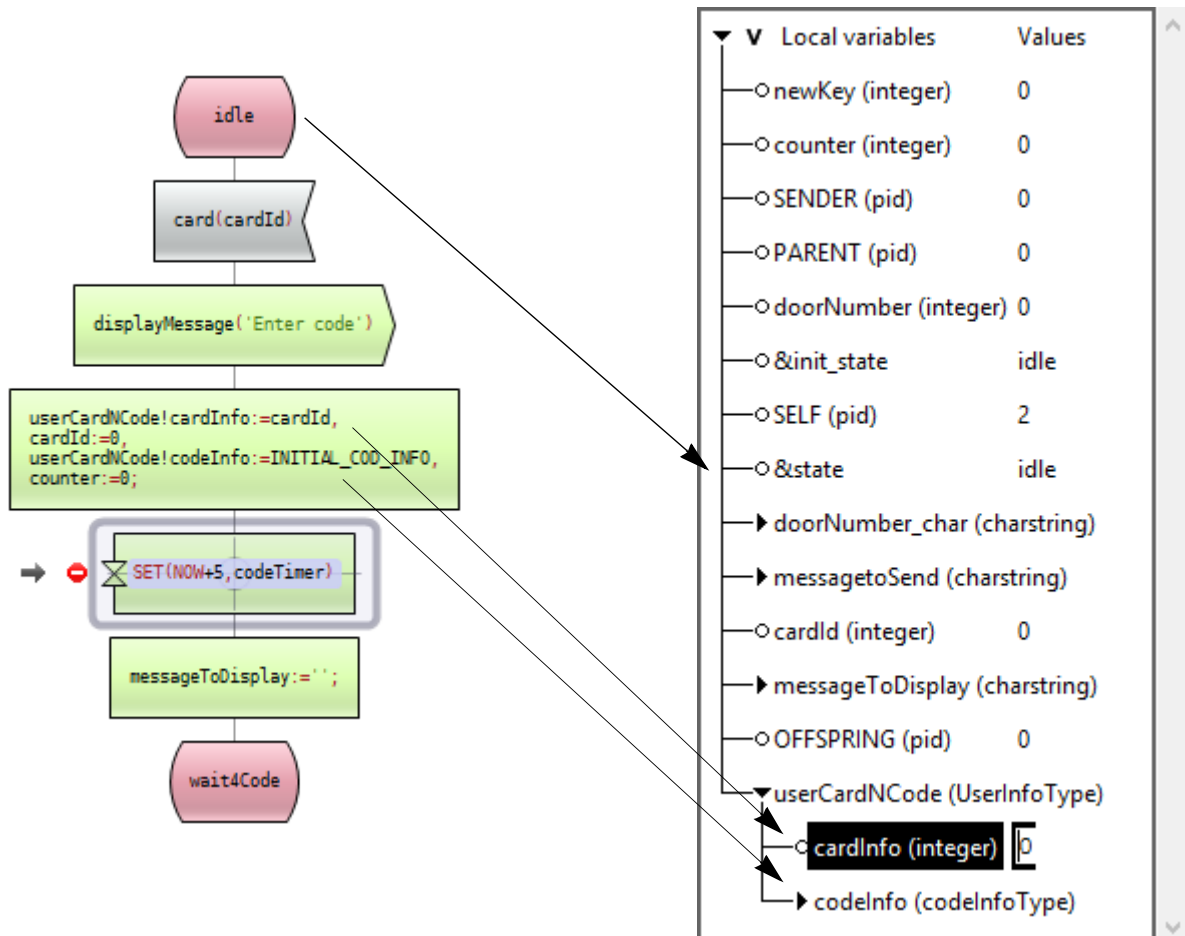 idle
card(cardId)
displayMessage('Enter code')
userCardNCode!cardInfo:=cardId,
cardId:=0,
userCardNCode!codeInfo:=INITIAL_COD_INFO,
counter:=0;
SET(NOW+5,codeTimer)
messageToDisplay:='';
wait4Code
V Local variables Values
newKey (integer) 0
counter (integer) 0
SENDER (pid) 0
PARENT (pid) 0
doorNumber (integer) 0
&init_state idle
SELF (pid) 2
&state idle
doorNumber_char (charstring)
messagetoSend (charstring)
cardId (integer) 0
messageToDisplay (charstring)
OFFSPRING (pid) 0
userCardNCode (UserInfoType)
cardInfo (integer) 0
codeInfo (codeInfoType)